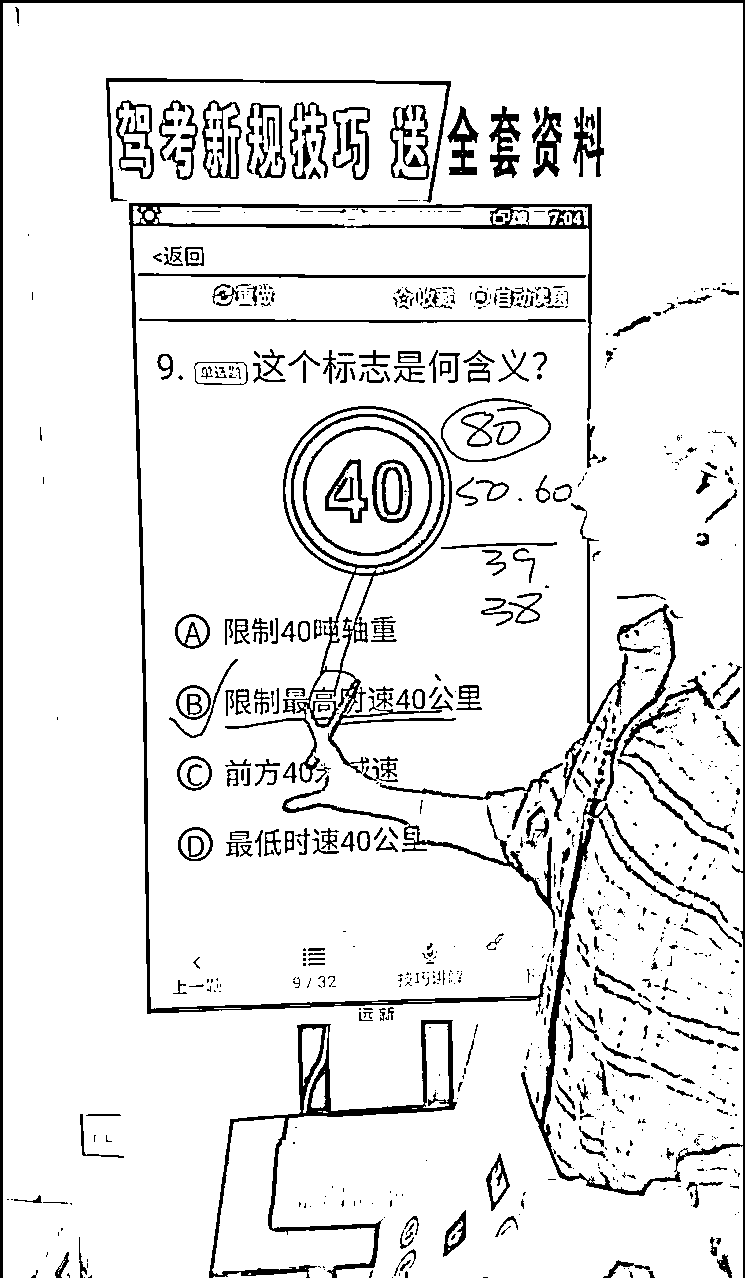 驾考新规技巧 送全套资料
7:04
<返回
重做 收藏 自动读题
9. 单选题 这个标志是何含义?
40
80
50.60
39
38
A 限制40吨轴重
B 限制最高时速40公里
C 前方40米减速
D 最低时速40公里
上一题 9/32 技巧讲解 下
远新